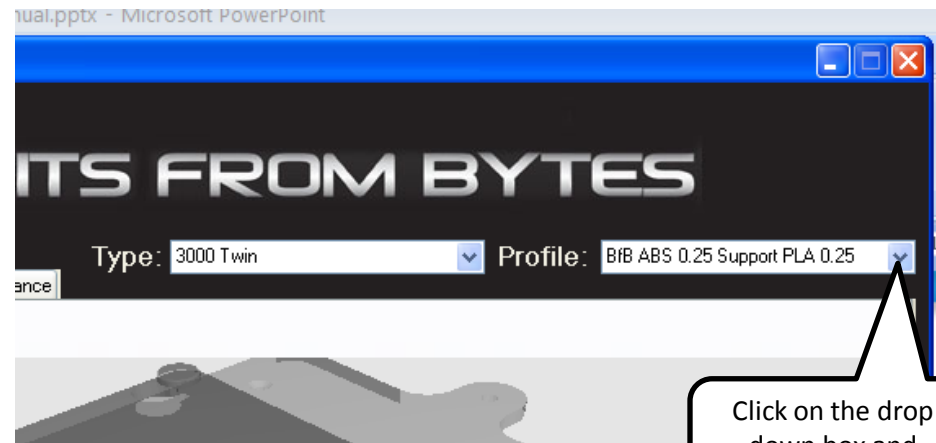 nual.pptx - Microsoft PowerPoint
ITS FROM BYTES
Type: 3000 Twin Profile: BfB ABS 0.25 Support PLA 0.25
ance
Click on the drop
down box and